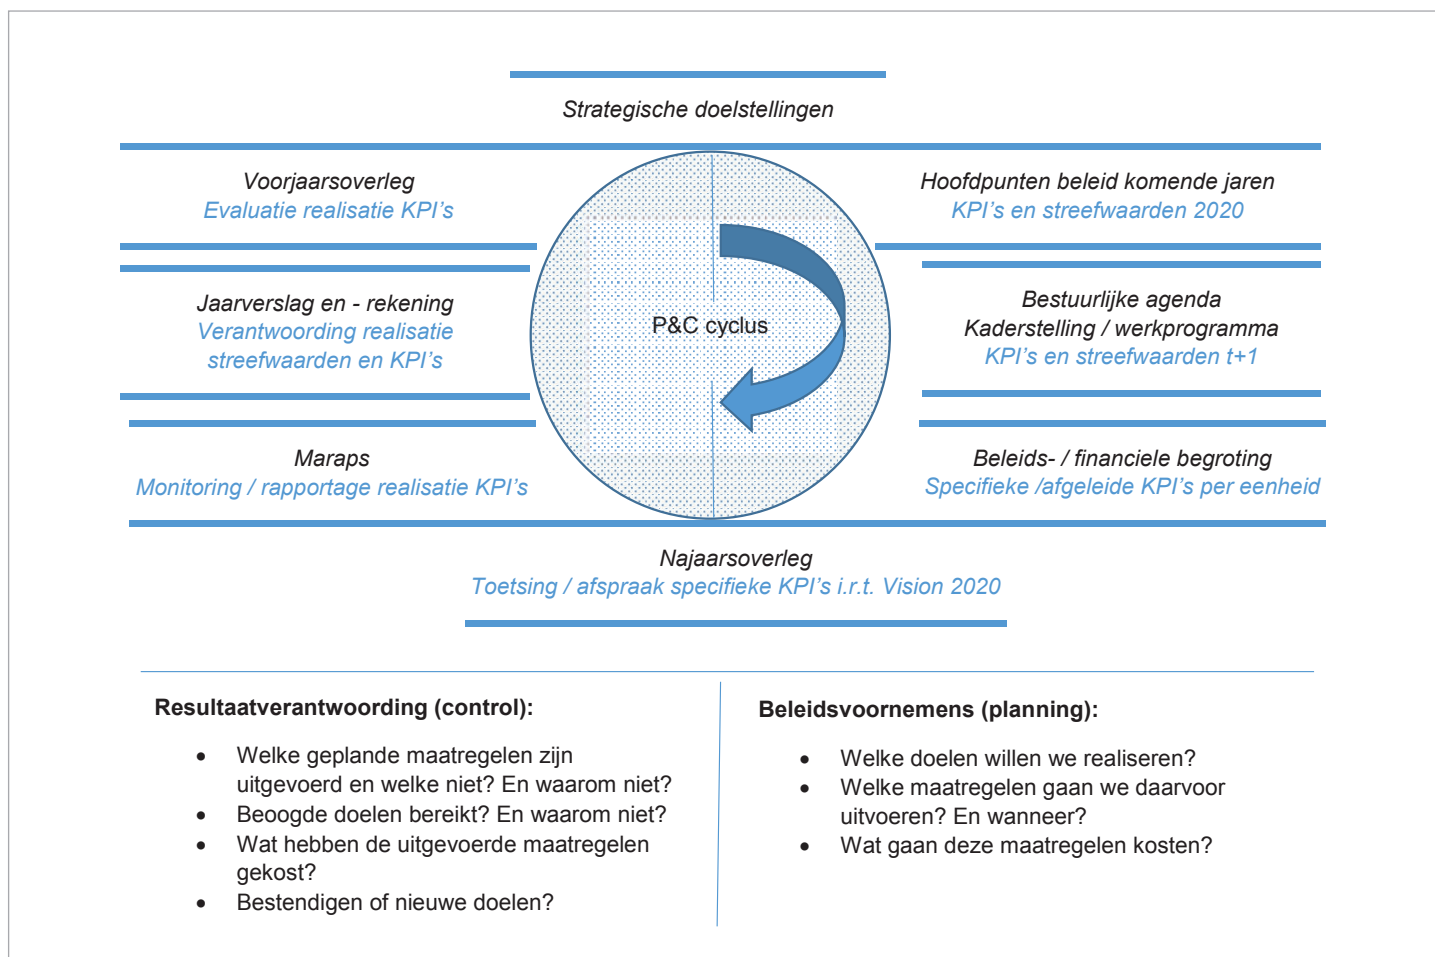 Strategische doelstellingen
Voorjaarsoverleg
Evaluatie realisatie KPI's
Hoofdpunten beleid komende jaren
KPI's en streefwaarden 2020
Jaarverslag en - rekening
Verantwoording realisatie
streefwaarden en KPI's
P&C cyclus
Bestuurlijke agenda
Kaderstelling / werkprogramma
KPI's en streefwaarden t+1
Maraps
Monitoring / rapportage realisatie KPI's
Beleids- / financiele begroting
Specifieke /afgeleide KPI's per eenheid
Najaarsoverleg
Toetsing / afspraak specifieke KPI's i.r.t. Vision 2020
Resultaatverantwoording (control):
• Welke geplande maatregelen zijn
uitgevoerd en welke niet? En waarom niet?
• Beoogde doelen bereikt? En waarom niet?
• Wat hebben de uitgevoerde maatregelen
gekost?
• Bestendigen of nieuwe doelen?
Beleidsvoornemens (planning):
• Welke doelen willen we realiseren?
• Welke maatregelen gaan we daarvoor
uitvoeren? En wanneer?
• Wat gaan deze maatregelen kosten?